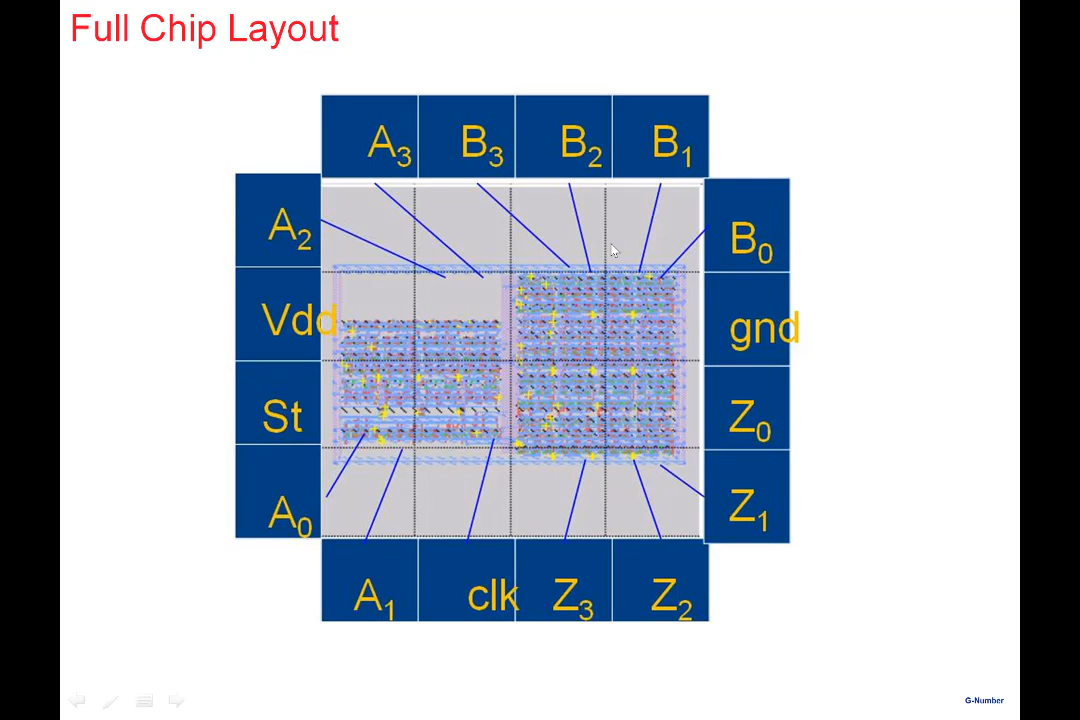 Full Chip Layout
A₃ B₃ B₂ B₁
A₂ B₀
Vdd gnd
St Z₀
A₀ Z₁
A₁ clk Z₃ Z₂
G-Number